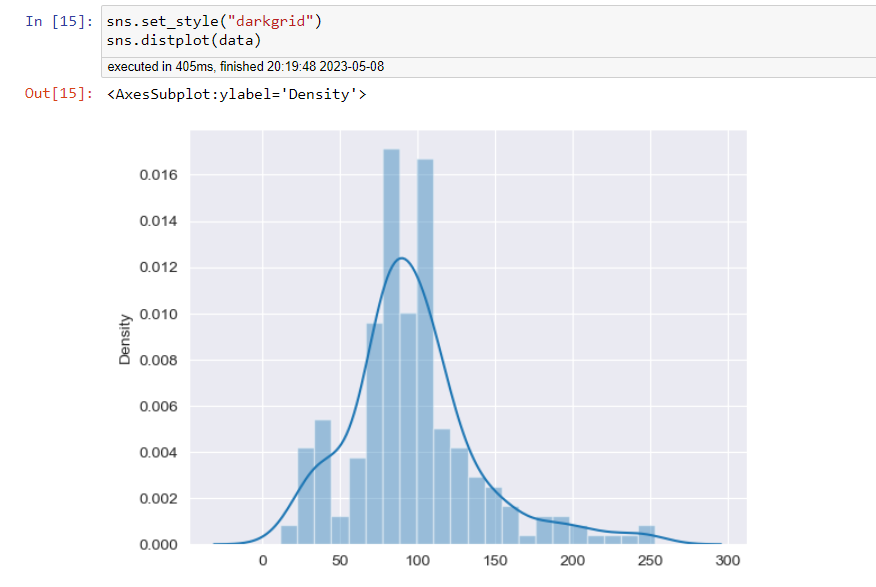 In [15]: sns.set_style("darkgrid")
sns.distplot(data)
executed in 405ms, finished 20:19:48 2023-05-08
Out[15]: <AxesSubplot:ylabel='Density'>
0.016
0.014
0.012
0.010
0.008
0.006
0.004
0.002
0.000
Density
0 50 100 150 200 250 300